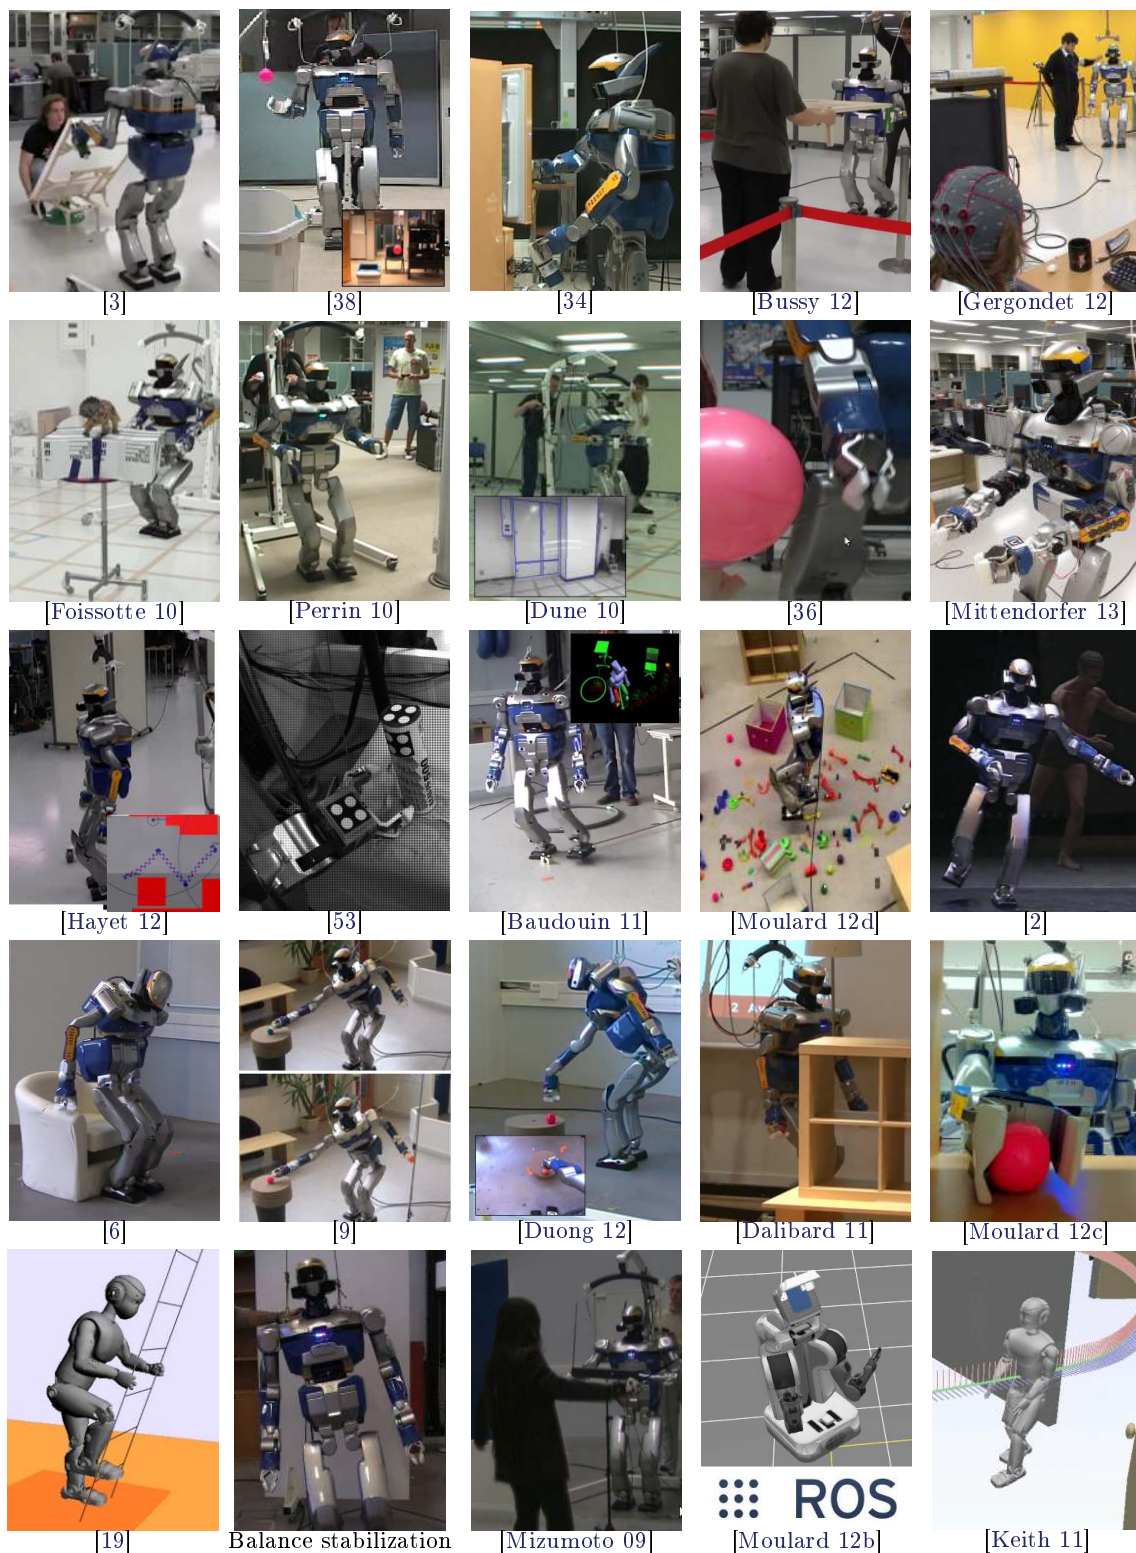 [3] [38] [34] [Bussy 12] [Gergondet 12]
[Foissotte 10] [Perrin 10] [Dune 10] [36] [Mittendorfer 13]
[Hayet 12] [53] [Baudouin 11] [Moulard 12d] [2]
2 Av
[6] [9] [Duong 12] [Dalibard 11] [Moulard 12c]
ROS
[19] Balance stabilization [Mizumoto 09] [Moulard 12b] [Keith 11]